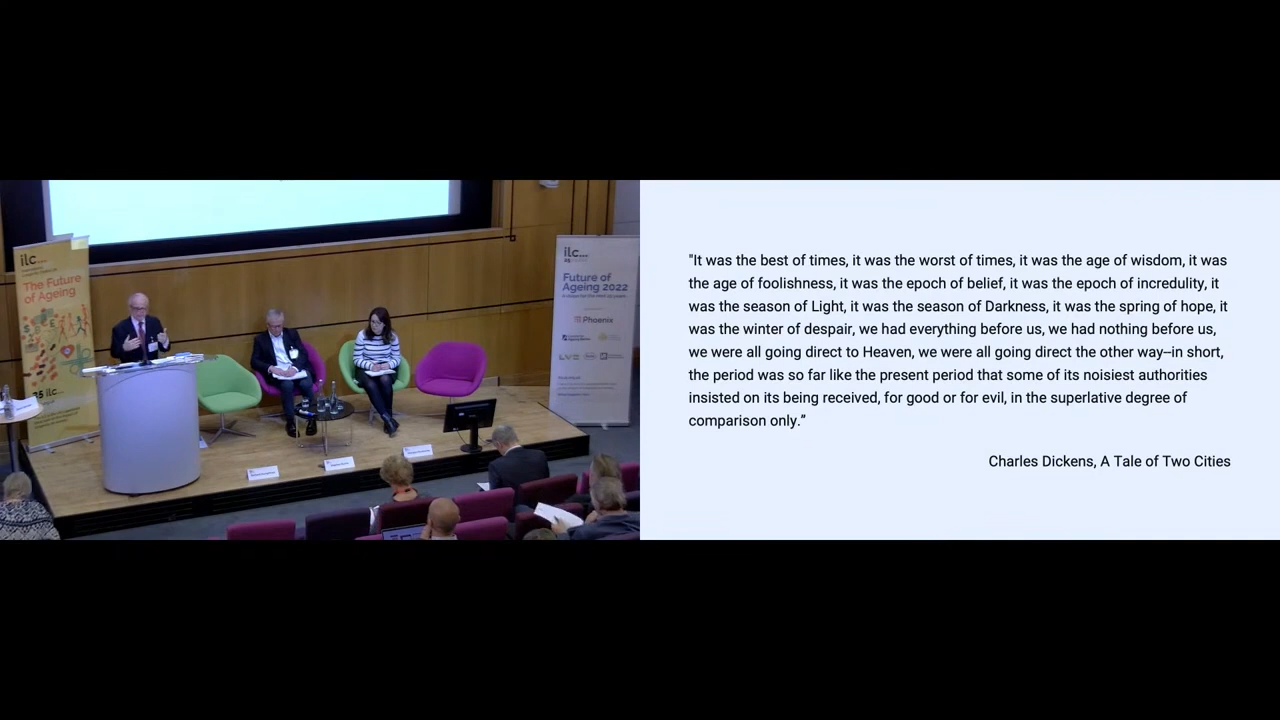 ilc
The Future
of Ageing
25 ilc
ilc
25
Future of
Ageing 2022
Phoenix
LV=
"It was the best of times, it was the worst of times, it was the age of wisdom, it was
the age of foolishness, it was the epoch of belief, it was the epoch of incredulity, it
was the season of Light, it was the season of Darkness, it was the spring of hope, it
was the winter of despair, we had everything before us, we had nothing before us,
we were all going direct to Heaven, we were all going direct the other way–in short,
the period was so far like the present period that some of its noisiest authorities
insisted on its being received, for good or for evil, in the superlative degree of
comparison only.”
Charles Dickens, A Tale of Two Cities